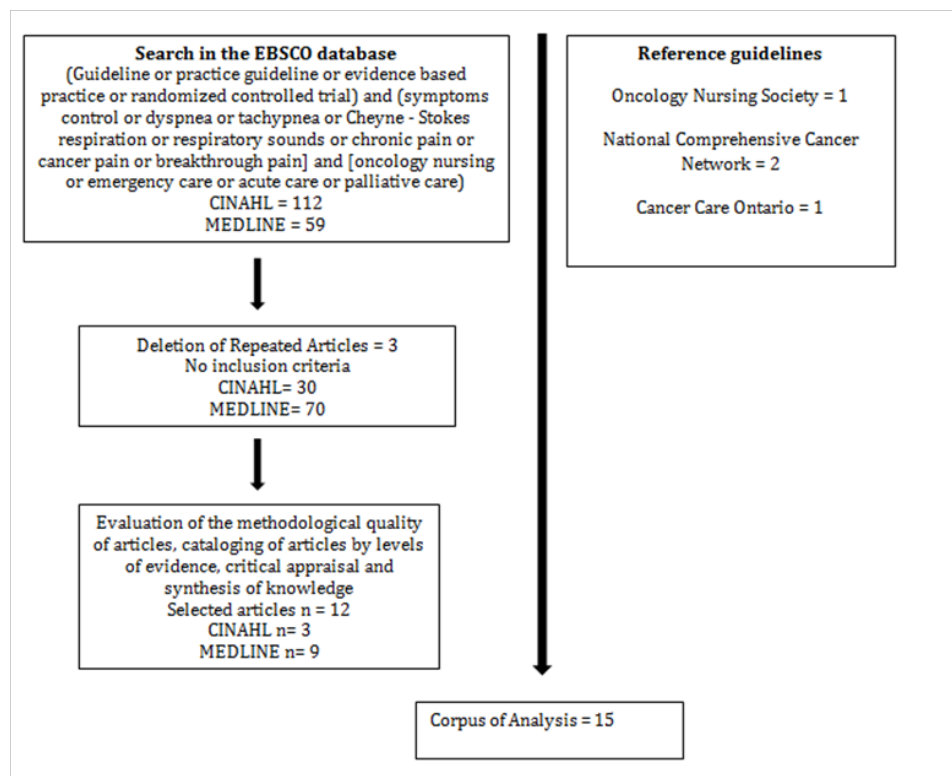 Search in the EBSCO database
(Guideline or practice guideline or evidence based
practice or randomized controlled trial) and (symptoms
control or dyspnea or tachypnea or Cheyne - Stokes
respiration or respiratory sounds or chronic pain or
cancer pain or breakthrough pain] and [oncology nursing
or emergency care or acute care or palliative care)
CINAHL = 112
MEDLINE = 59
Reference guidelines
Oncology Nursing Society = 1
National Comprehensive Cancer
Network = 2
Cancer Care Ontario = 1
Deletion of Repeated Articles = 3
No inclusion criteria
CINAHL= 30
MEDLINE= 70
Evaluation of the methodological quality
of articles, cataloging of articles by levels
of evidence, critical appraisal and
synthesis of knowledge
Selected articles n = 12
CINAHL n= 3
MEDLINE n= 9
Corpus of Analysis = 15